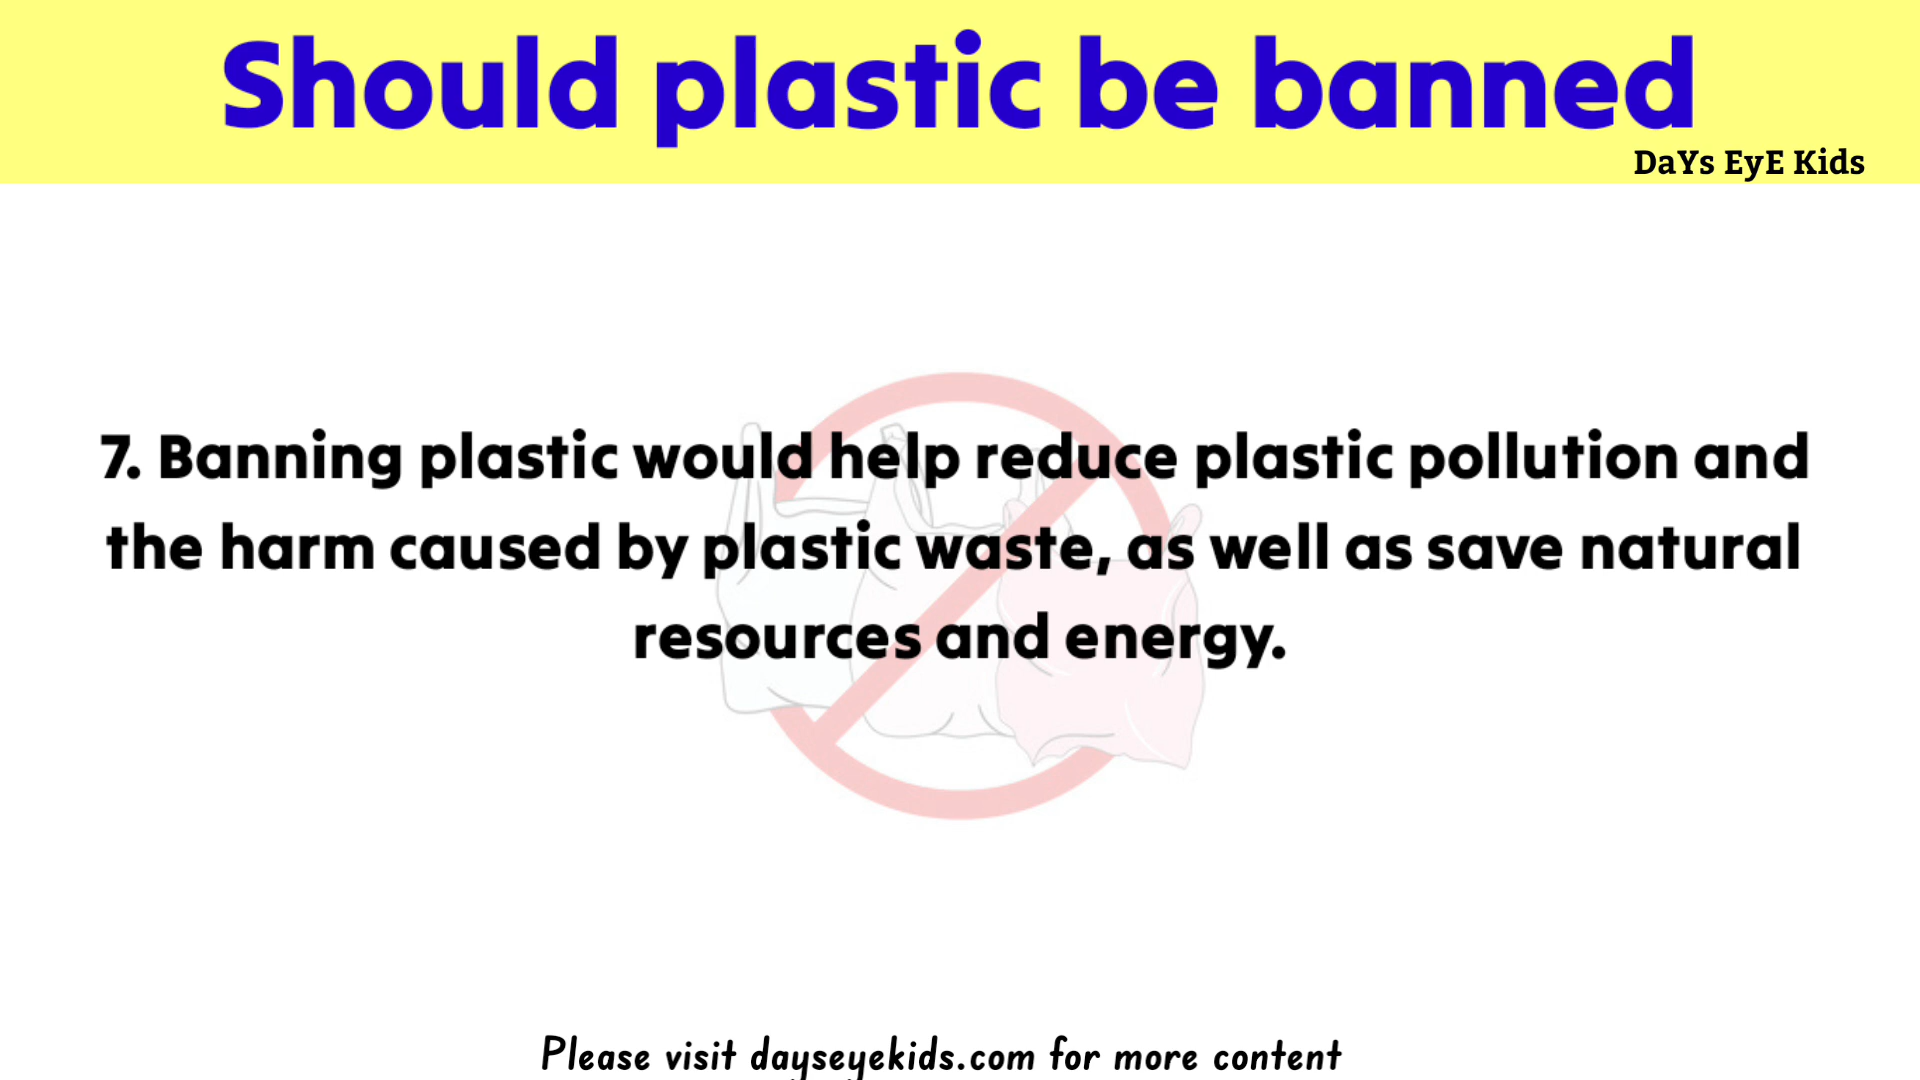 Should plastic be banned
DaYs EyE Kids
7. Banning plastic would help reduce plastic pollution and
the harm caused by plastic waste, as well as save natural
resources and energy.
Please visit dayseyekids.com for more content